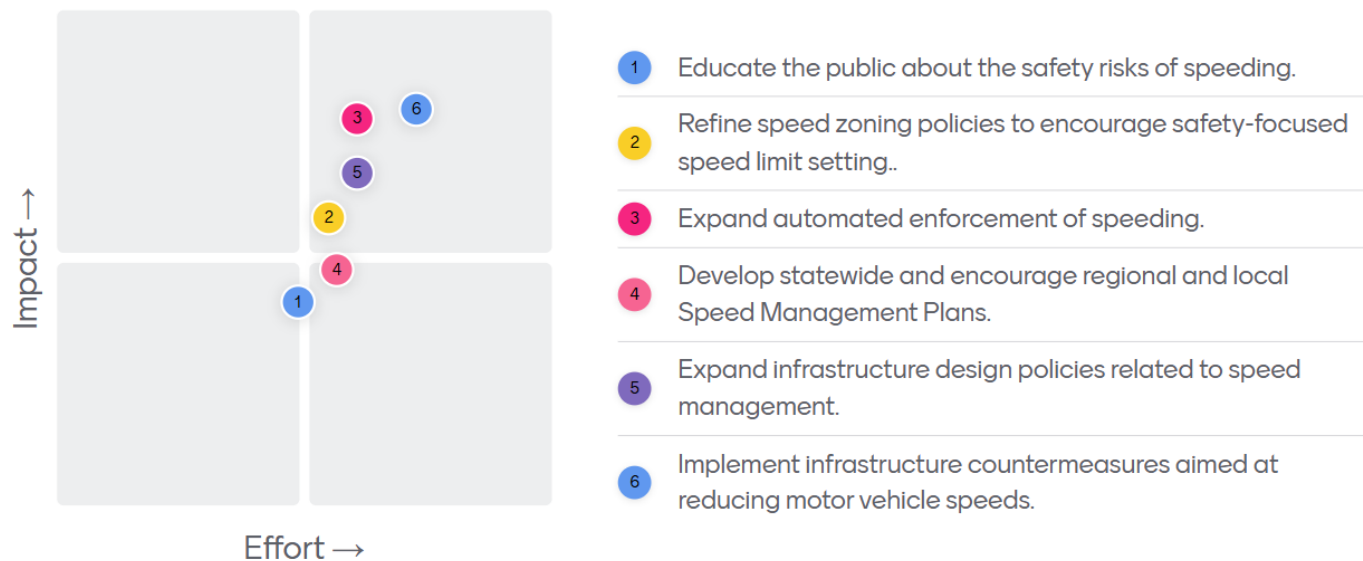 1 Educate the public about the safety risks of speeding.
2 Refine speed zoning policies to encourage safety-focused
speed limit setting..
3 Expand automated enforcement of speeding.
4 Develop statewide and encourage regional and local
Speed Management Plans.
5 Expand infrastructure design policies related to speed
management.
6 Implement infrastructure countermeasures aimed at
reducing motor vehicle speeds.
6
3
5
2
4
1
Impact →
Effort →